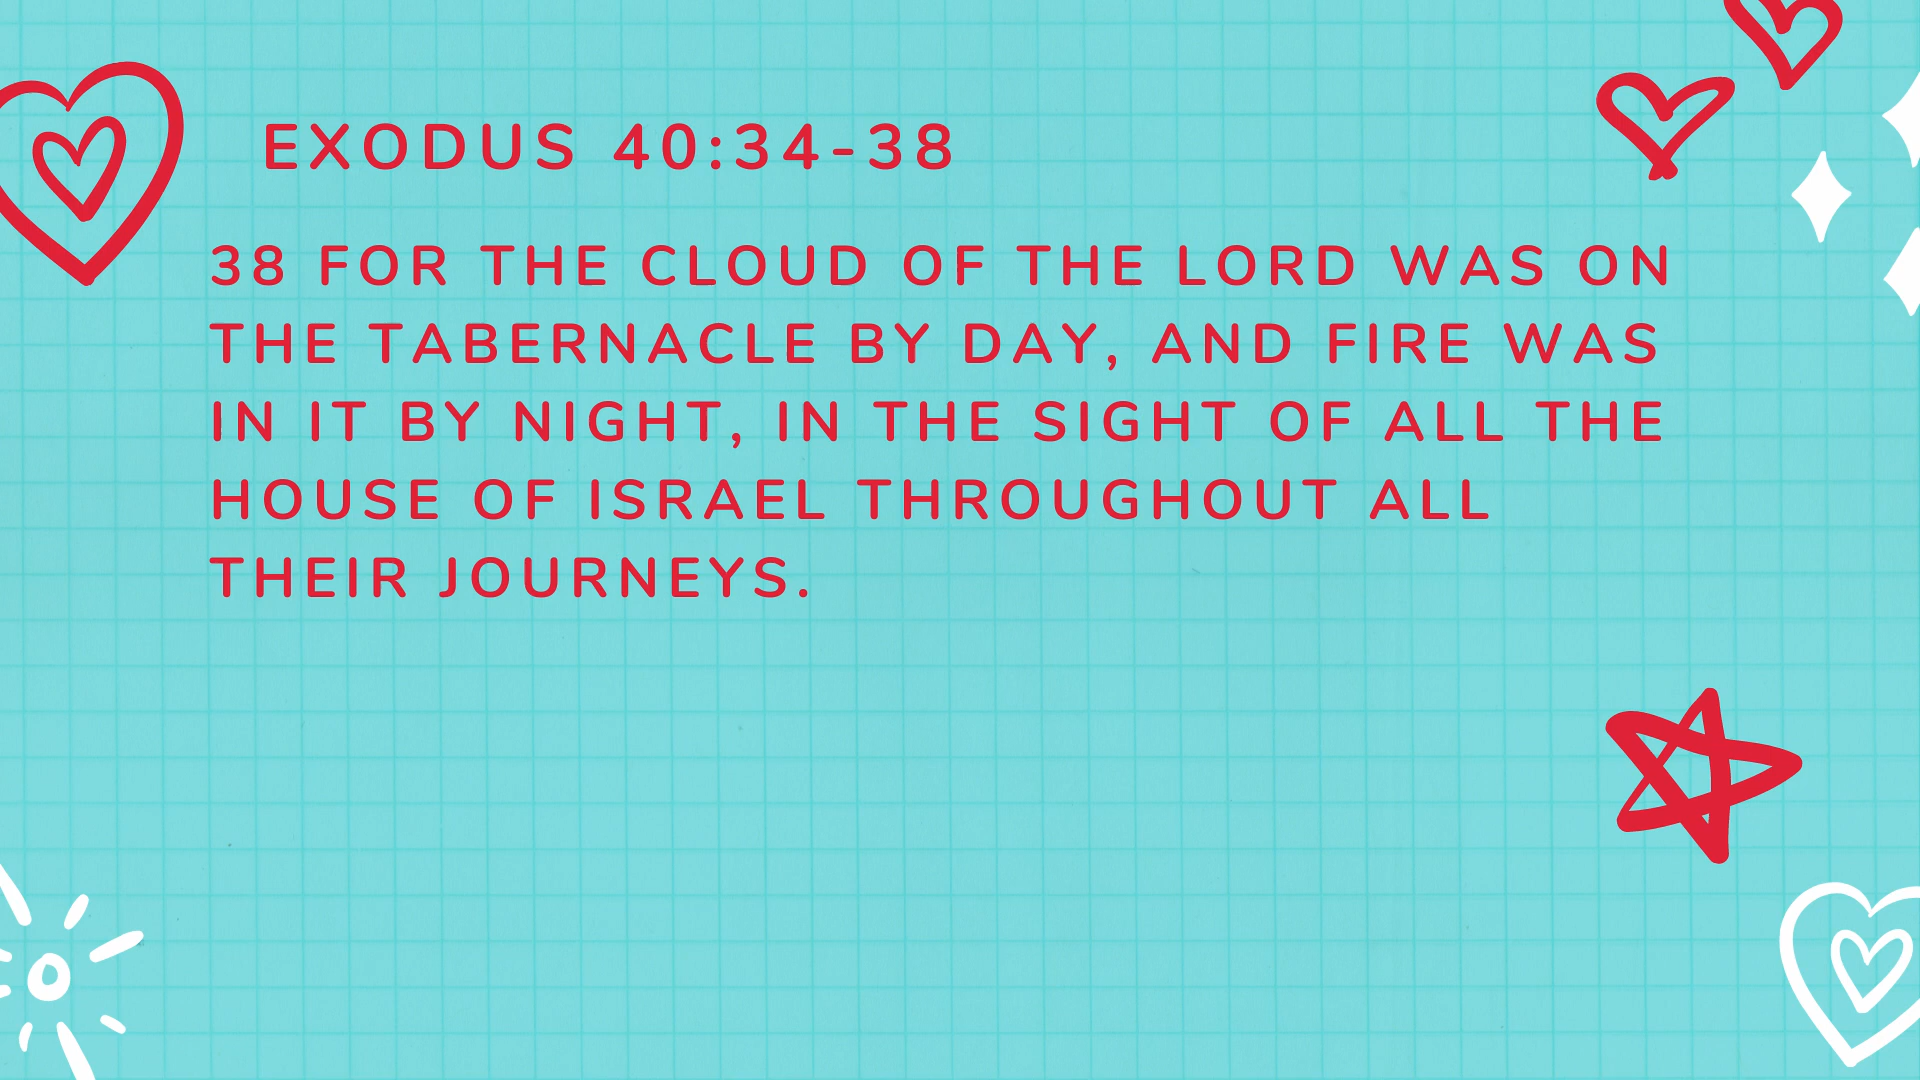 EXODUS 40:34-38
38 FOR THE CLOUD OF THE LORD WAS ON
THE TABERNACLE BY DAY, AND FIRE WAS
IN IT BY NIGHT, IN THE SIGHT OF ALL THE
HOUSE OF ISRAEL THROUGHOUT ALL
THEIR JOURNEYS.